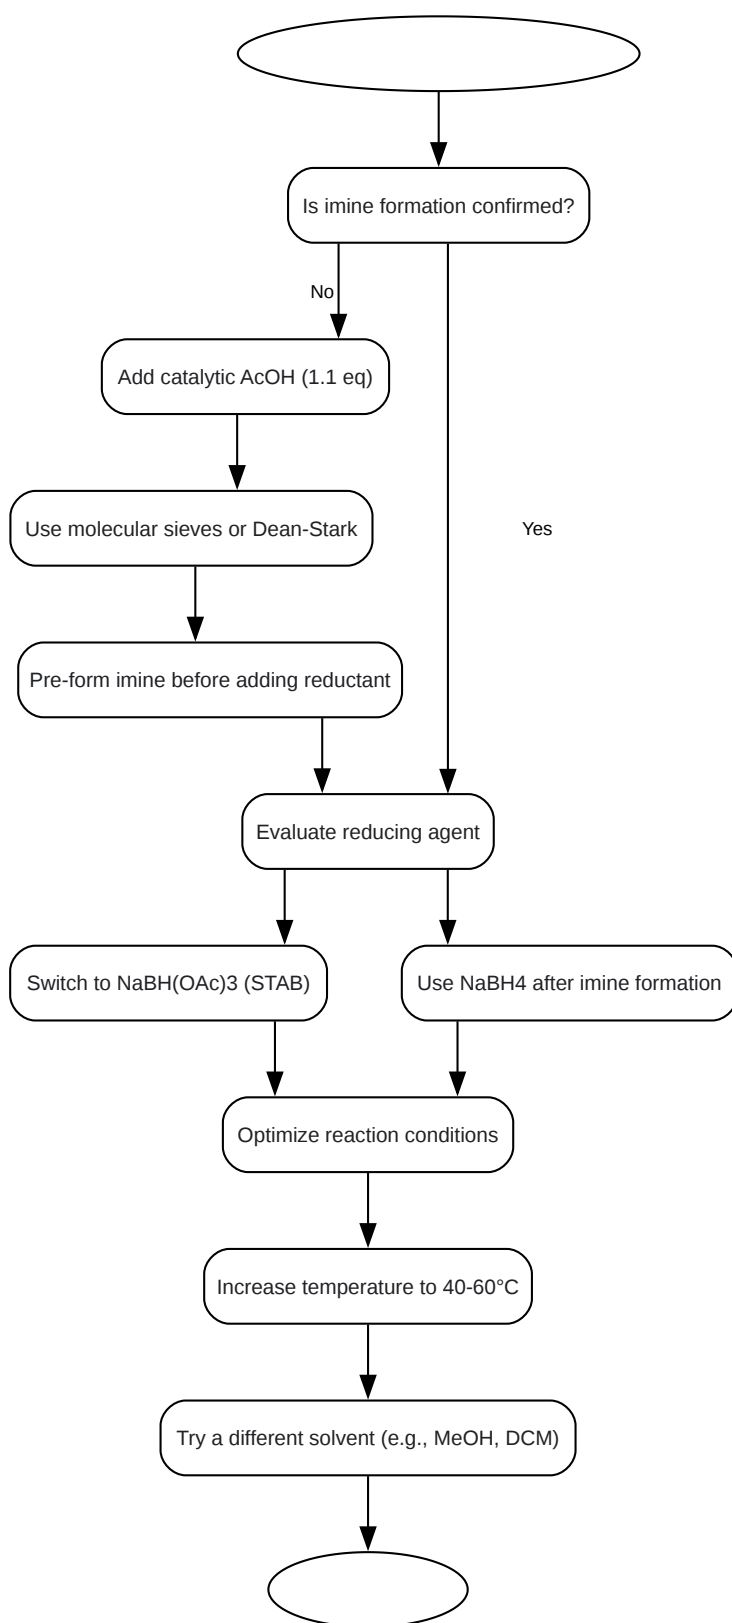 Is imine formation confirmed?
No
Add catalytic AcOH (1.1 eq)
Use molecular sieves or Dean-Stark
Yes
Pre-form imine before adding reductant
Evaluate reducing agent
Switch to NaBH(OAc)3 (STAB)
Use NaBH4 after imine formation
Optimize reaction conditions
Increase temperature to 40-60°C
Try a different solvent (e.g., MeOH, DCM)